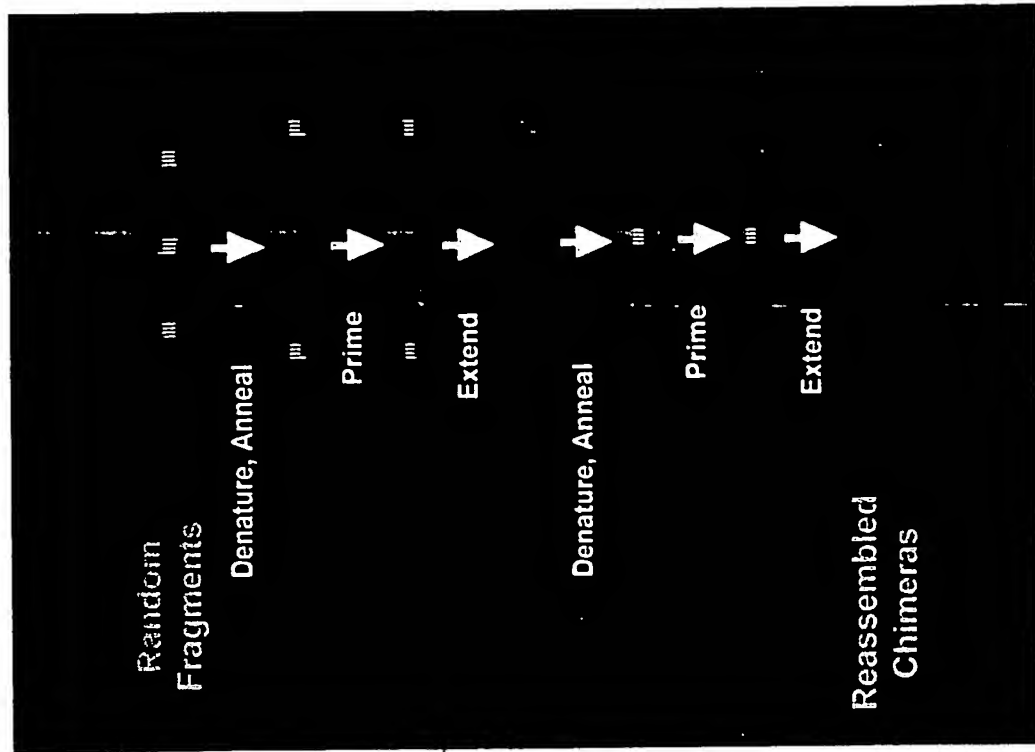 Random
Fragments
Denature, Anneal
Prime
Extend
Denature, Anneal
Prime
Extend
Reassembled
Chimeras